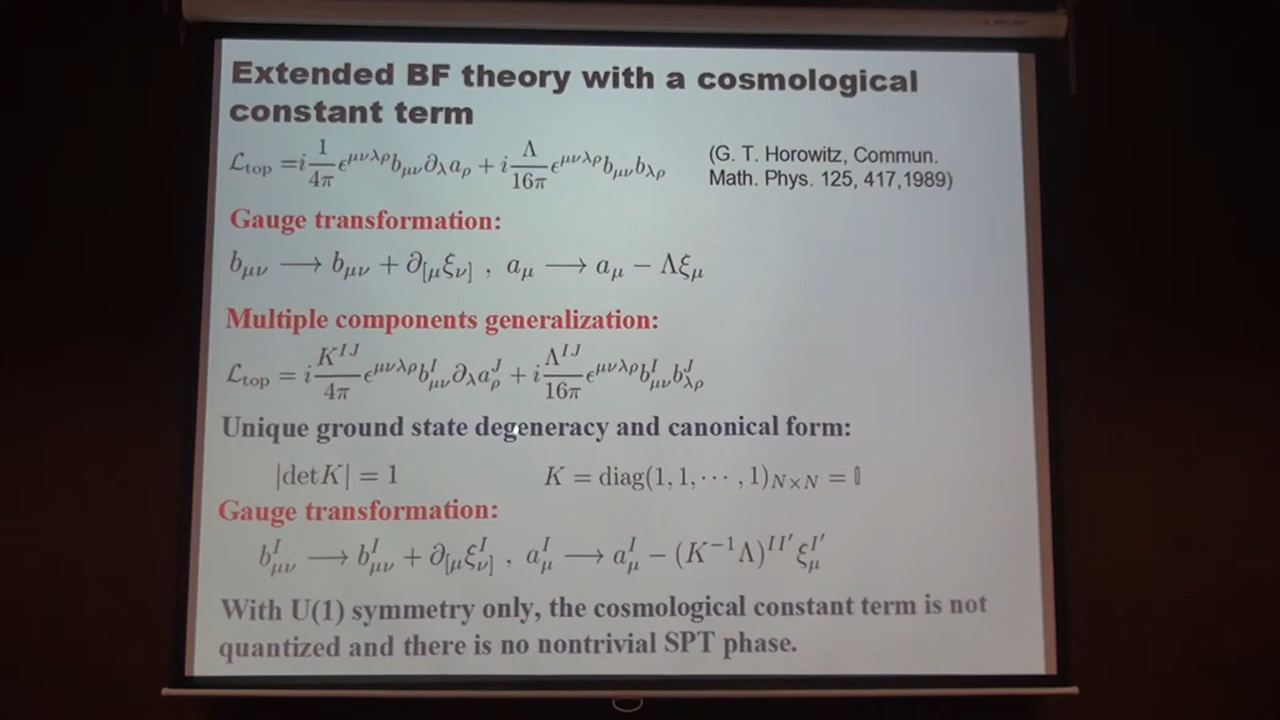 Extended BF theory with a cosmological
constant term
ℒ_top = i 1/4π ϵ^{μνλρ} b_{μν} ∂_λ a_ρ + i Λ/16π ϵ^{μνλρ} b_{μν} b_{λρ}
(G. T. Horowitz, Commun.
Math. Phys. 125, 417,1989)
Gauge transformation:
b_{μν} ⟶ b_{μν} + ∂_{[μ}ξ_{ν]} , a_μ ⟶ a_μ − Λξ_μ
Multiple components generalization:
ℒ_top = i K^{IJ}/4π ϵ^{μνλρ} b^I_{μν} ∂_λ a^J_ρ + i Λ^{IJ}/16π ϵ^{μνλρ} b^I_{μν} b^J_{λρ}
Unique ground state degeneracy and canonical form:
|det K| = 1 K = diag(1, 1, ⋯ , 1)_{N×N} = 𝕀
Gauge transformation:
b^I_{μν} ⟶ b^I_{μν} + ∂_{[μ}ξ^I_{ν]} , a^I_μ ⟶ a^I_μ − (K^{-1}Λ)^{II'} ξ^{I'}_μ
With U(1) symmetry only, the cosmological constant term is not
quantized and there is no nontrivial SPT phase.